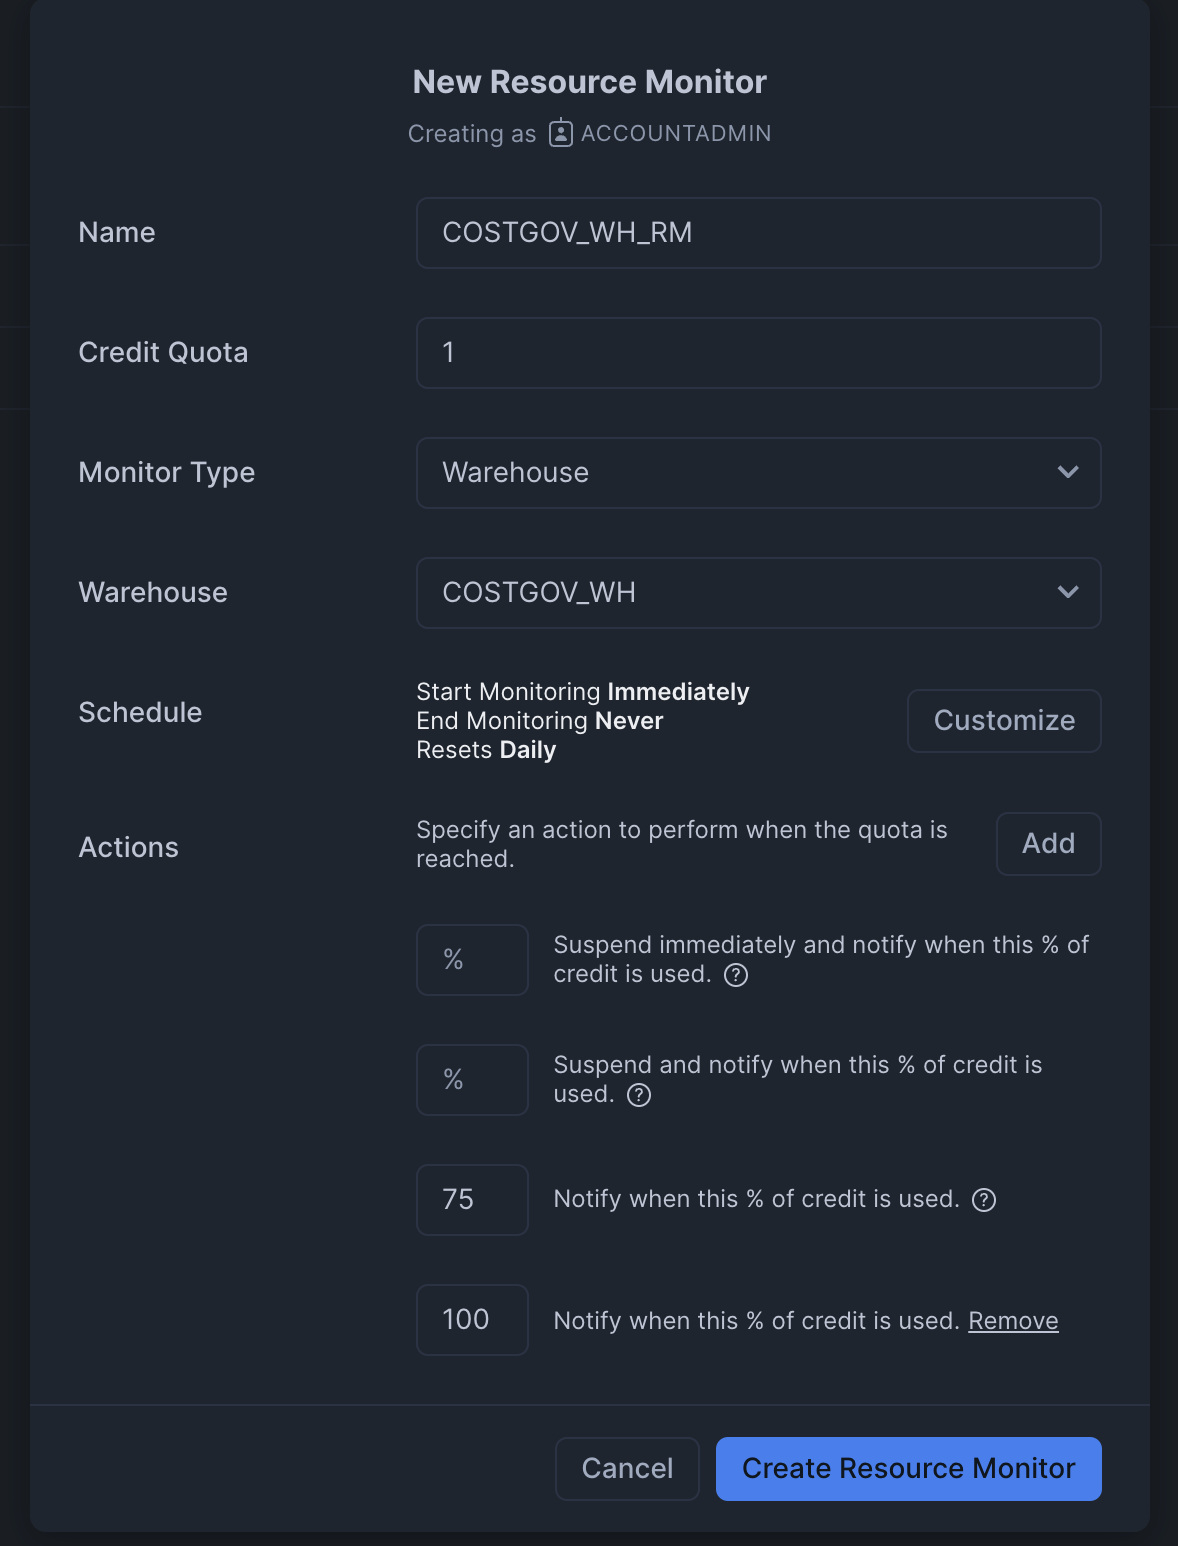 New Resource Monitor
Creating as ACCOUNTADMIN
Name
COSTGOV_WH_RM
Credit Quota
1
Monitor Type
Warehouse
Warehouse
COSTGOV_WH
Schedule
Start Monitoring Immediately
End Monitoring Never
Resets Daily
Customize
Actions
Specify an action to perform when the quota is
reached.
Add
%
Suspend immediately and notify when this % of
credit is used. ?
%
Suspend and notify when this % of credit is
used. ?
75
Notify when this % of credit is used. ?
100
Notify when this % of credit is used. Remove
Cancel
Create Resource Monitor